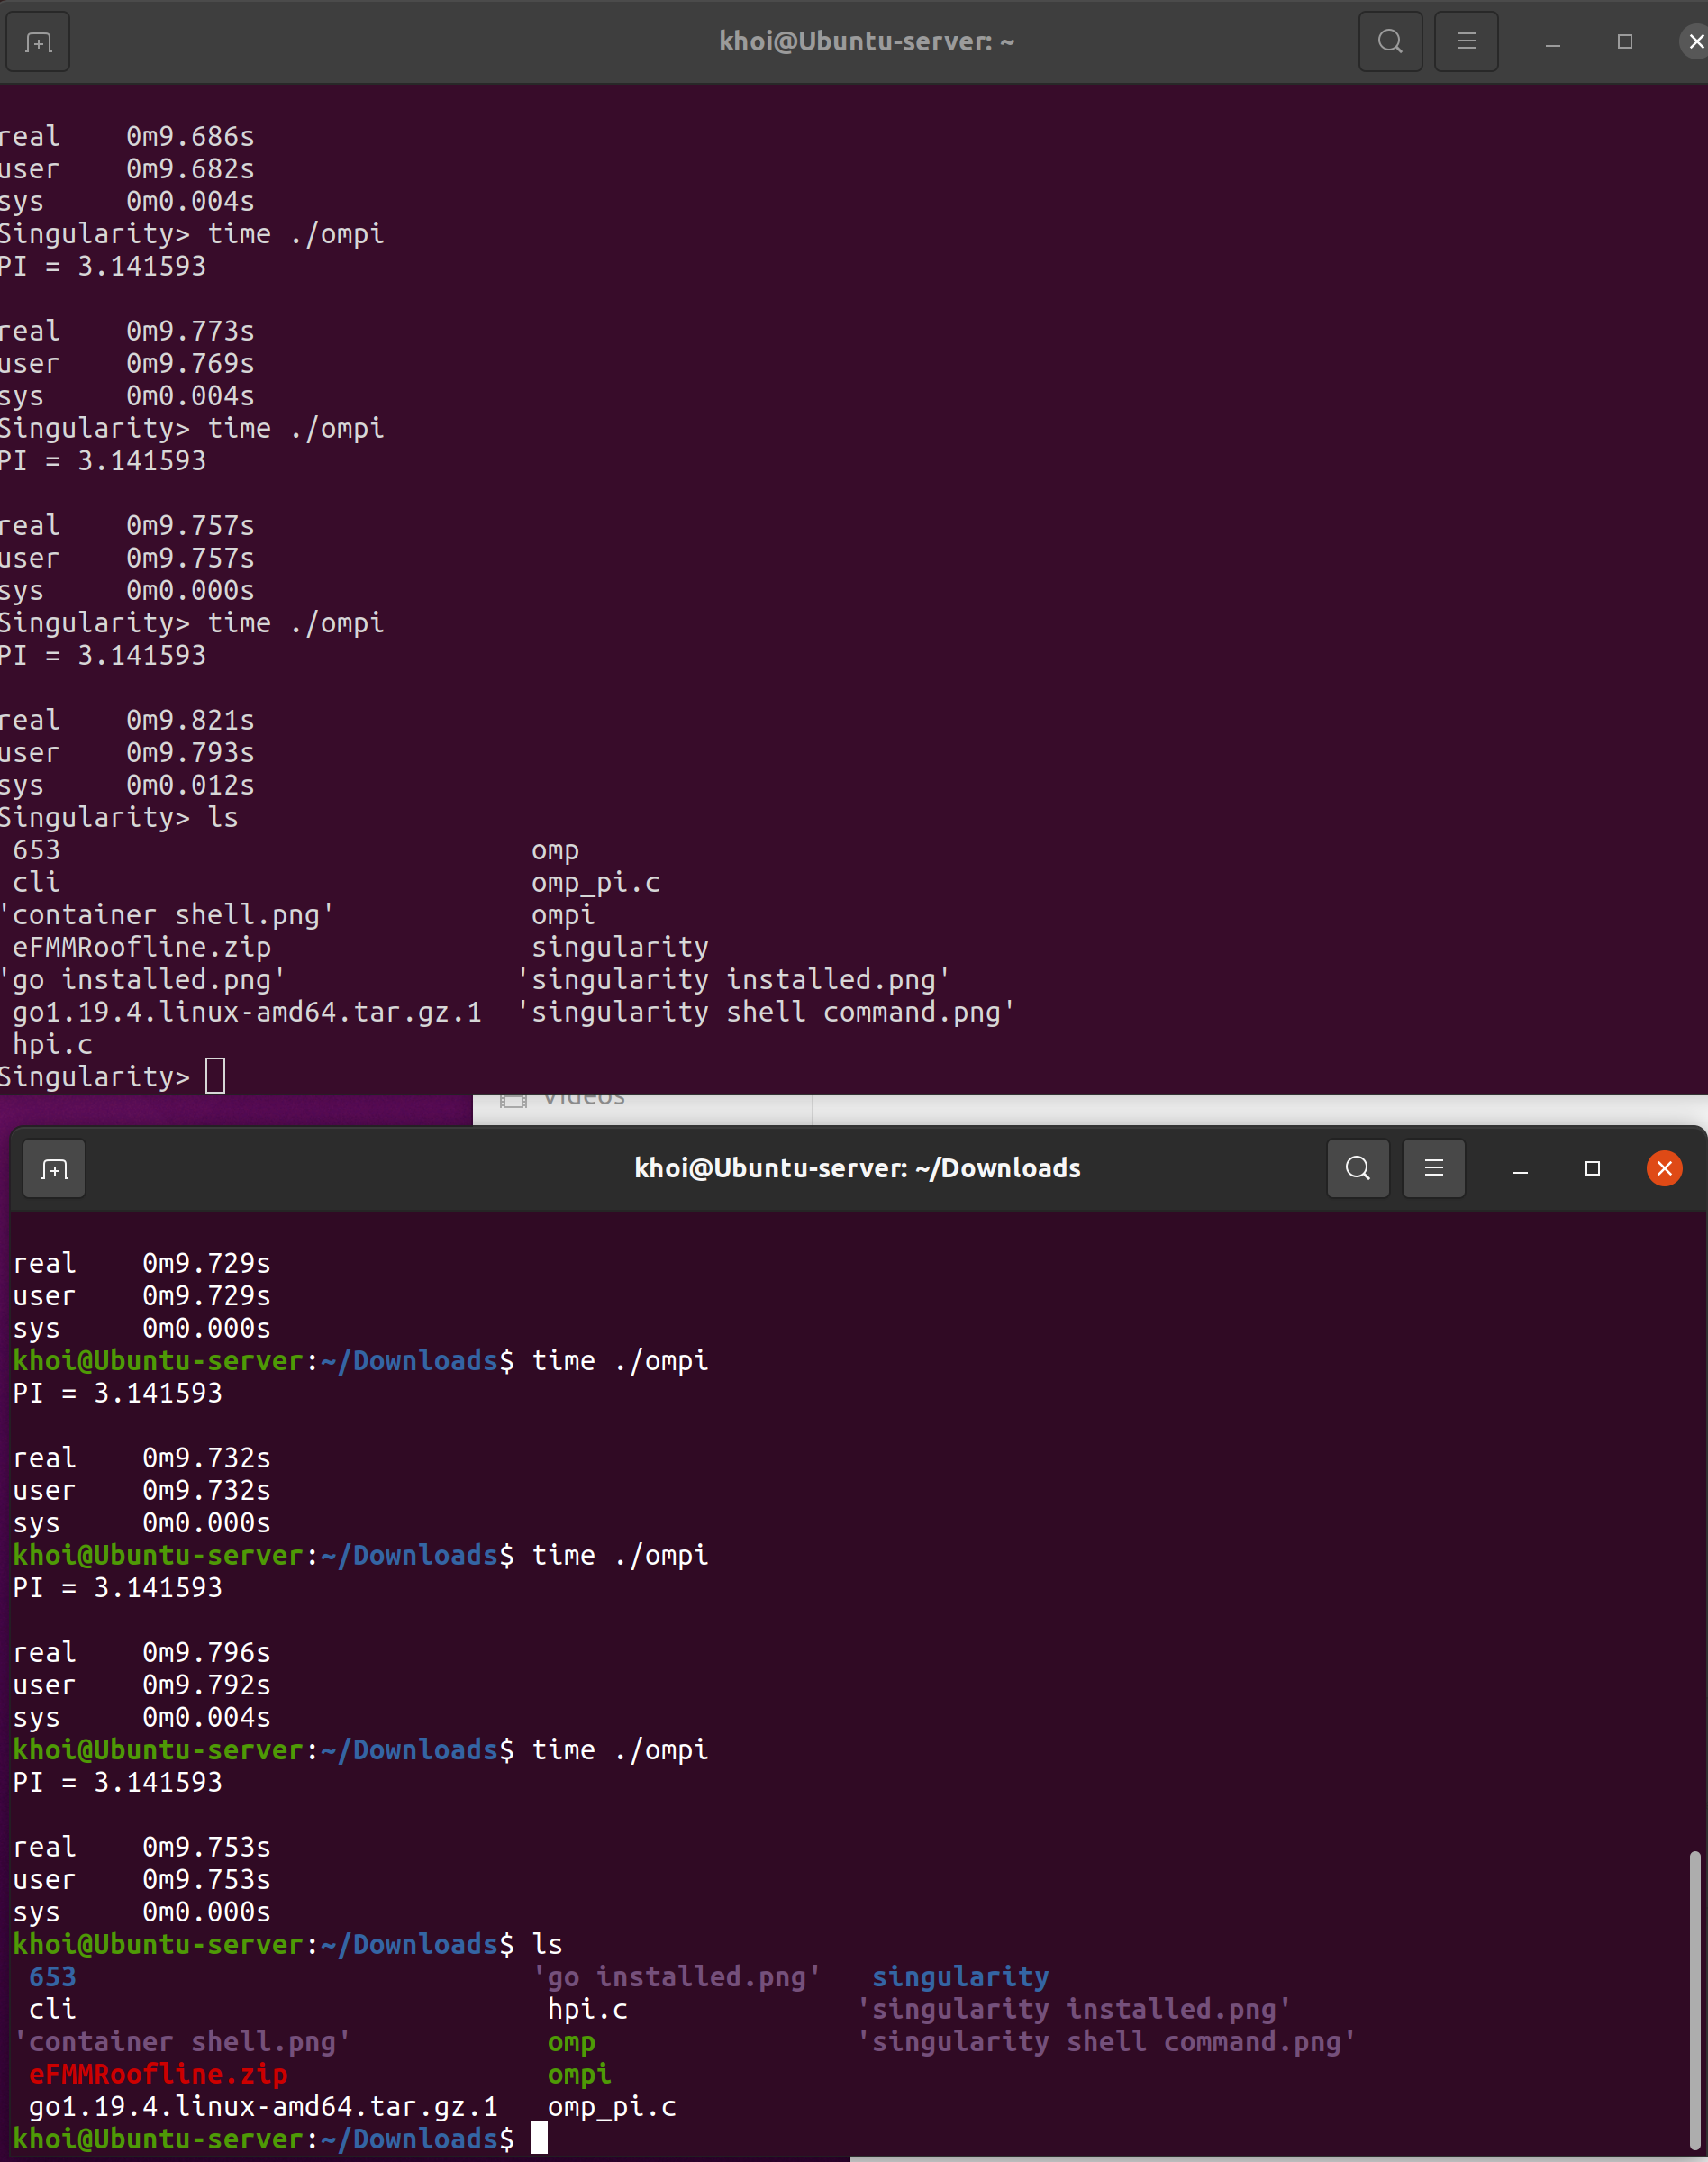 khoi@Ubuntu-server: ~
real    0m9.686s
user    0m9.682s
sys     0m0.004s
Singularity> time ./ompi
PI = 3.141593
real    0m9.773s
user    0m9.769s
sys     0m0.004s
Singularity> time ./ompi
PI = 3.141593
real    0m9.757s
user    0m9.757s
sys     0m0.000s
Singularity> time ./ompi
PI = 3.141593
real    0m9.821s
user    0m9.793s
sys     0m0.012s
Singularity> ls
 653                             omp
 cli                             omp_pi.c
'container shell.png'            ompi
 eFMMRoofline.zip                singularity
'go installed.png'              'singularity installed.png'
 go1.19.4.linux-amd64.tar.gz.1  'singularity shell command.png'
 hpi.c
Singularity>
Videos
khoi@Ubuntu-server: ~/Downloads
real    0m9.729s
user    0m9.729s
sys     0m0.000s
khoi@Ubuntu-server:~/Downloads$ time ./ompi
PI = 3.141593
real    0m9.732s
user    0m9.732s
sys     0m0.000s
khoi@Ubuntu-server:~/Downloads$ time ./ompi
PI = 3.141593
real    0m9.796s
user    0m9.792s
sys     0m0.004s
khoi@Ubuntu-server:~/Downloads$ time ./ompi
PI = 3.141593
real    0m9.753s
user    0m9.753s
sys     0m0.000s
khoi@Ubuntu-server:~/Downloads$ ls
 653                            'go installed.png'   singularity
 cli                             hpi.c              'singularity installed.png'
'container shell.png'            omp                'singularity shell command.png'
 eFMMRoofline.zip                ompi
 go1.19.4.linux-amd64.tar.gz.1   omp_pi.c
khoi@Ubuntu-server:~/Downloads$